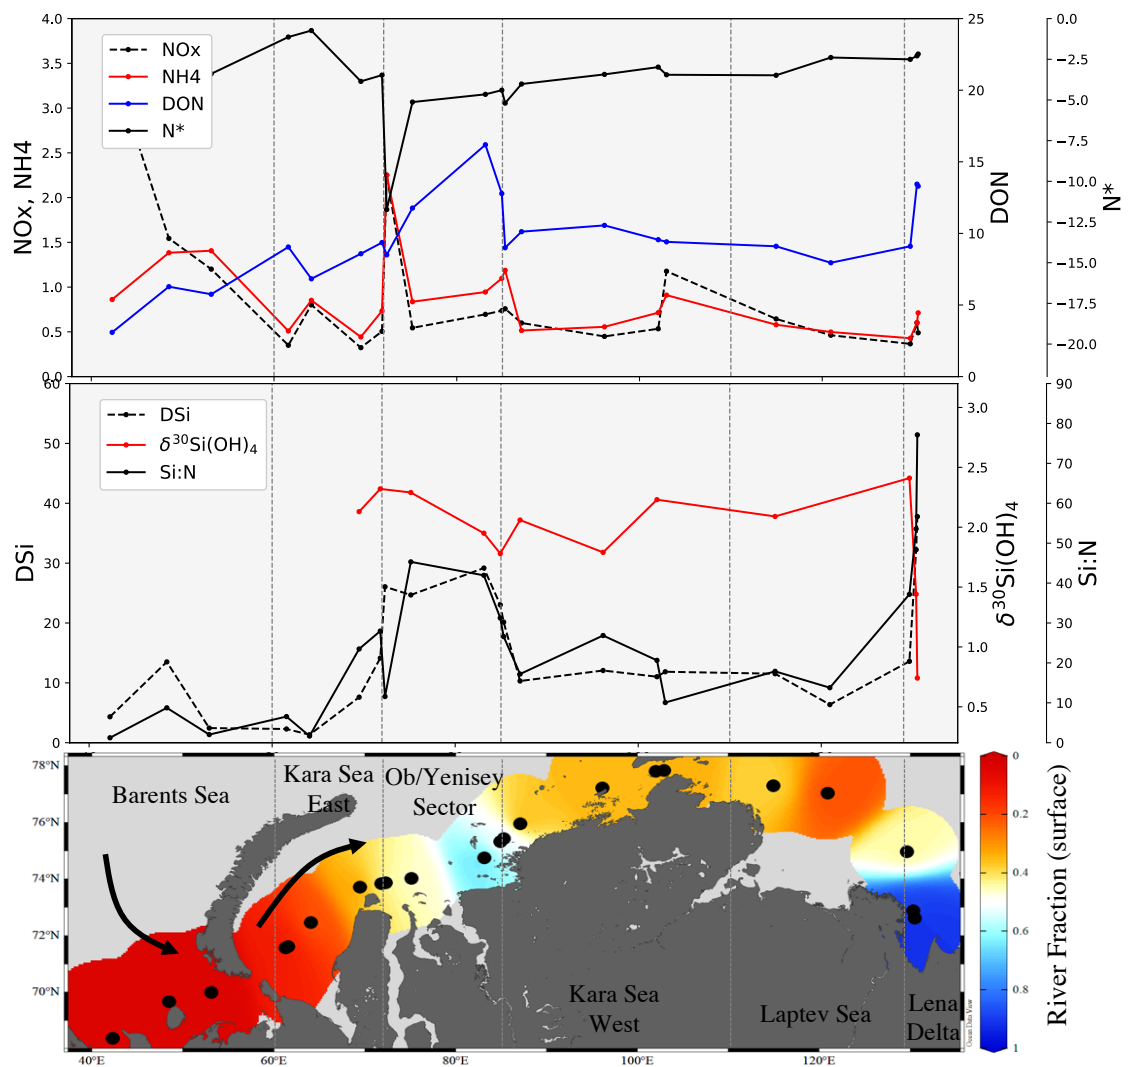 4.0
3.5
3.0
2.5
2.0
1.5
1.0
0.5
0.0
NOx, NH4
NOx
NH4
DON
N*
25
20
15
10
5
0
DON
0.0
−2.5
−5.0
−7.5
−10.0
−12.5
−15.0
−17.5
−20.0
N*
60
50
40
30
20
10
0
DSi
DSi
δ³⁰Si(OH)₄
Si:N
3.0
2.5
2.0
1.5
1.0
0.5
δ³⁰Si(OH)₄
90
80
70
60
50
40
30
20
10
0
Si:N
78°N
76°N
74°N
72°N
70°N
Barents Sea
Kara Sea
East
Ob/Yenisey
Sector
Kara Sea
West
Laptev Sea
Lena
Delta
40°E
60°E
80°E
100°E
120°E
Ocean Data View
0
0.2
0.4
0.6
0.8
1
River Fraction (surface)